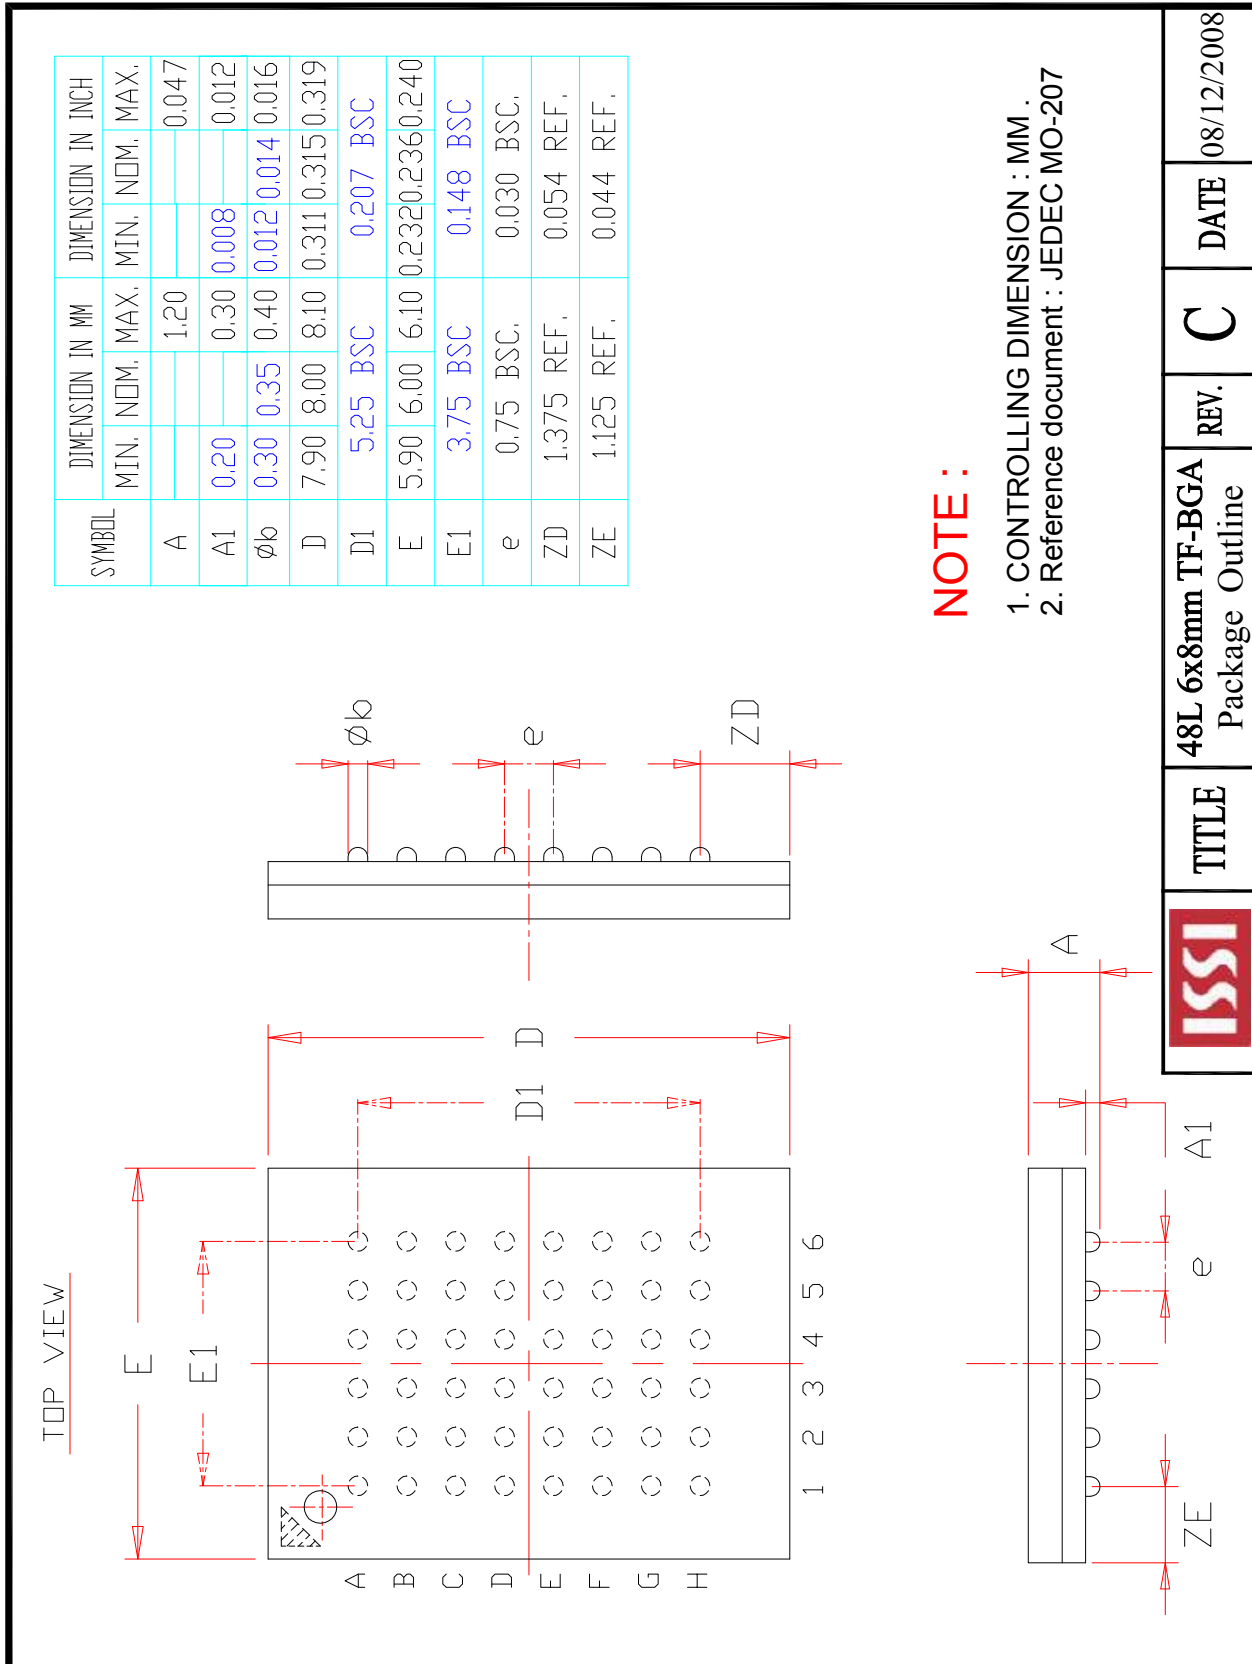 TOP VIEW
E
E1
D
D1
A
B
C
D
E
F
G
H
1 2 3 4 5 6
Øb
e
ZD
ZE
e
A1
A
SYMBOL DIMENSION IN MM DIMENSION IN INCH
MIN. NOM. MAX. MIN. NOM. MAX.
A 1.20 0.047
A1 0.20 0.30 0.008 0.012
Øb 0.30 0.35 0.40 0.012 0.014 0.016
D 7.90 8.00 8.10 0.311 0.315 0.319
D1 5.25 BSC 0.207 BSC
E 5.90 6.00 6.10 0.232 0.236 0.240
E1 3.75 BSC 0.148 BSC
e 0.75 BSC. 0.030 BSC.
ZD 1.375 REF. 0.054 REF.
ZE 1.125 REF. 0.044 REF.
NOTE :
1. CONTROLLING DIMENSION : MM .
2. Reference document : JEDEC MO-207
ISSI
TITLE
48L 6x8mm TF-BGA
Package Outline
REV.
C
DATE
08/12/2008